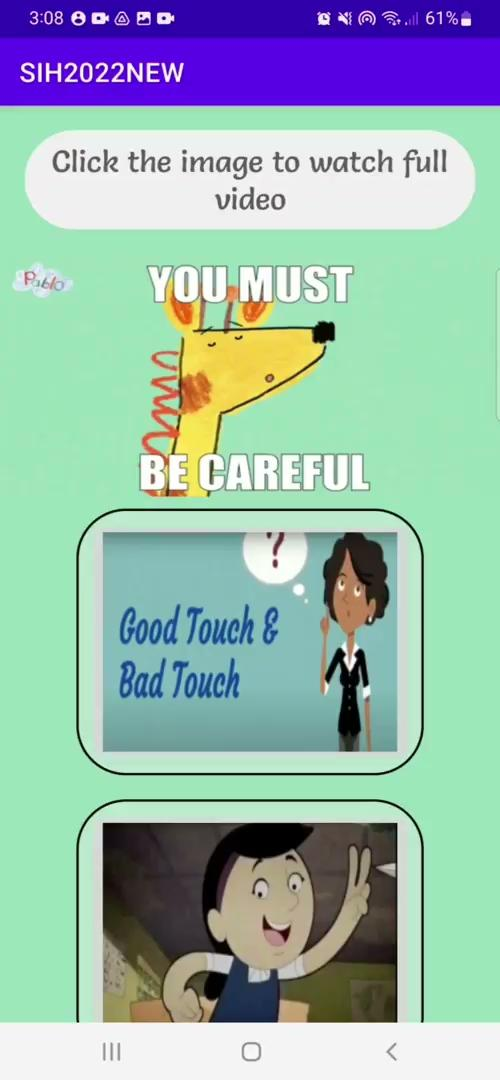 3:08
61%
SIH2022NEW
Click the image to watch full
video
Pablo
YOU MUST
BE CAREFUL
?
Good Touch &
Bad Touch